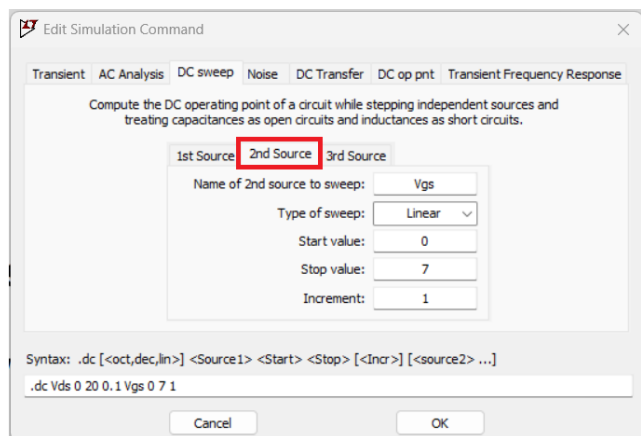 Edit Simulation Command
Transient AC Analysis DC sweep Noise DC Transfer DC op pnt Transient Frequency Response
Compute the DC operating point of a circuit while stepping independent sources and
treating capacitances as open circuits and inductances as short circuits.
1st Source 2nd Source 3rd Source
Name of 2nd source to sweep: Vgs
Type of sweep: Linear
Start value: 0
Stop value: 7
Increment: 1
Syntax: .dc [<oct,dec,lin>] <Source1> <Start> <Stop> [<Incr>] [<source2> ...]
.dc Vds 0 20 0.1 Vgs 0 7 1
Cancel OK